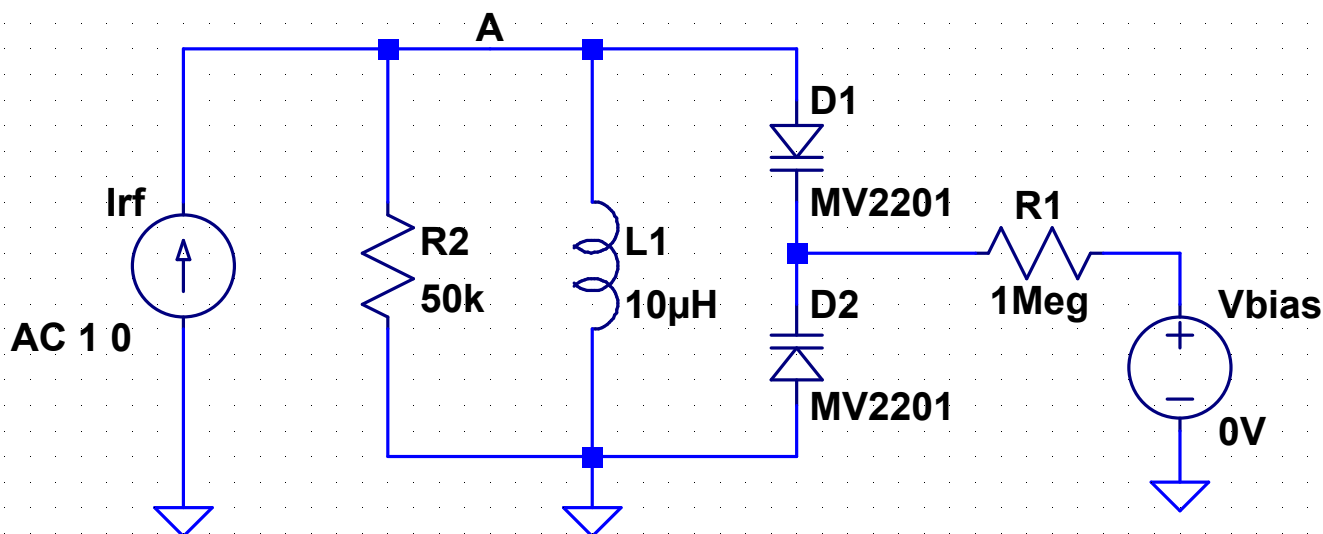 A
D1
Irf
MV2201
R1
R2
L1
50k
10µH
1Meg
D2
Vbias
AC 1 0
MV2201
0V